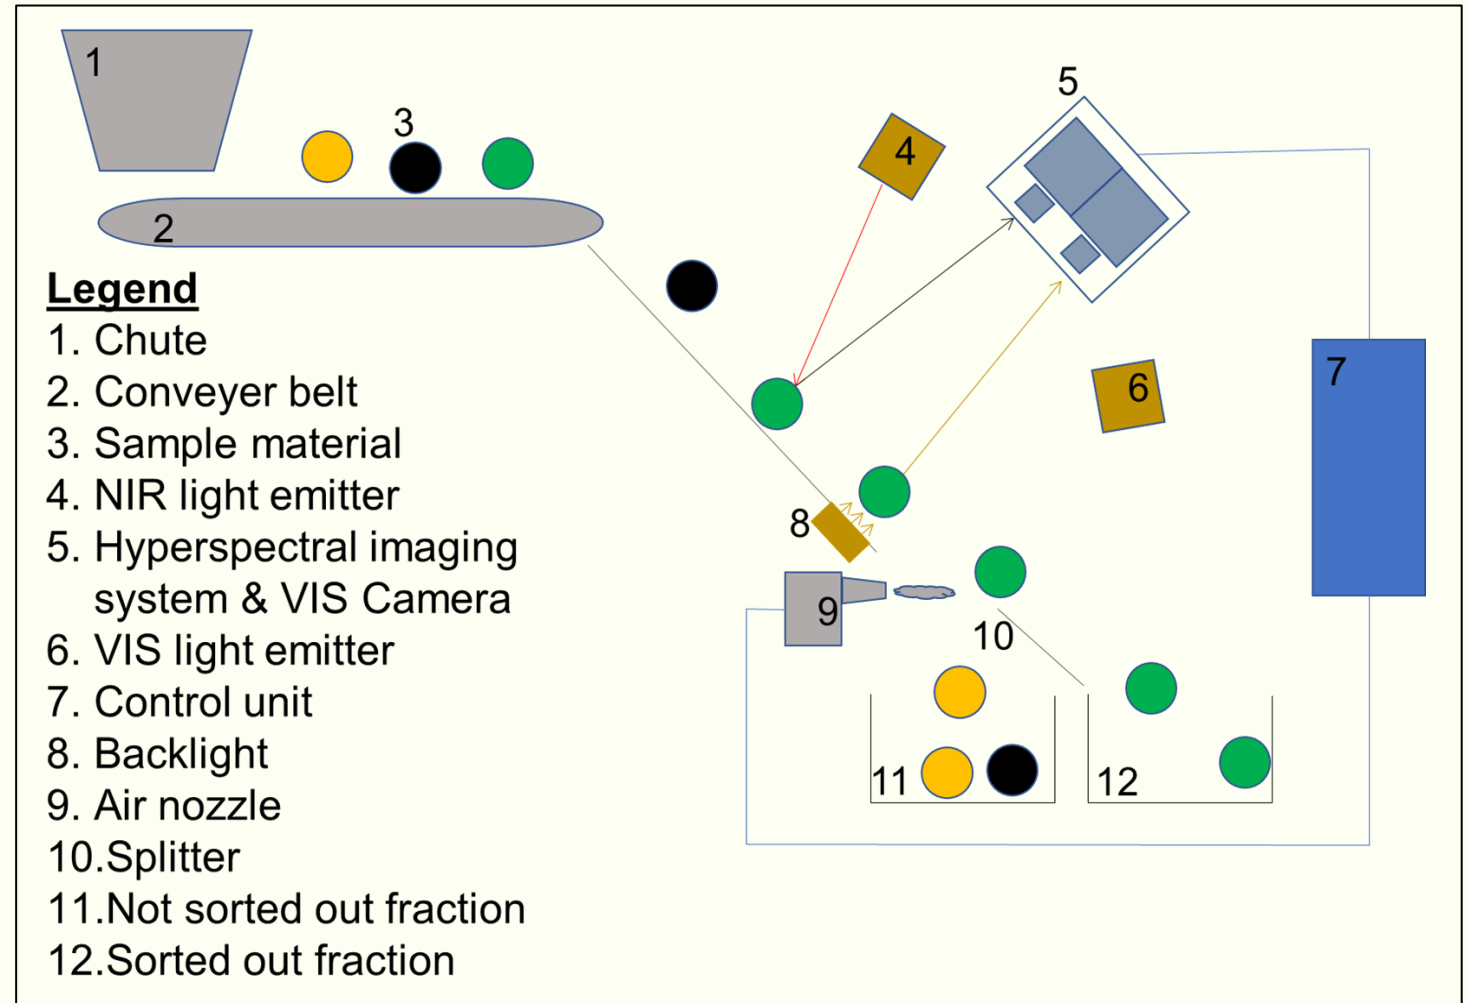 1
3
5
4
2
Legend
1. Chute
2. Conveyer belt
3. Sample material
4. NIR light emitter
5. Hyperspectral imaging
system & VIS Camera
6. VIS light emitter
7. Control unit
8. Backlight
9. Air nozzle
10.Splitter
11.Not sorted out fraction
12.Sorted out fraction
7
6
8
9
10
11
12